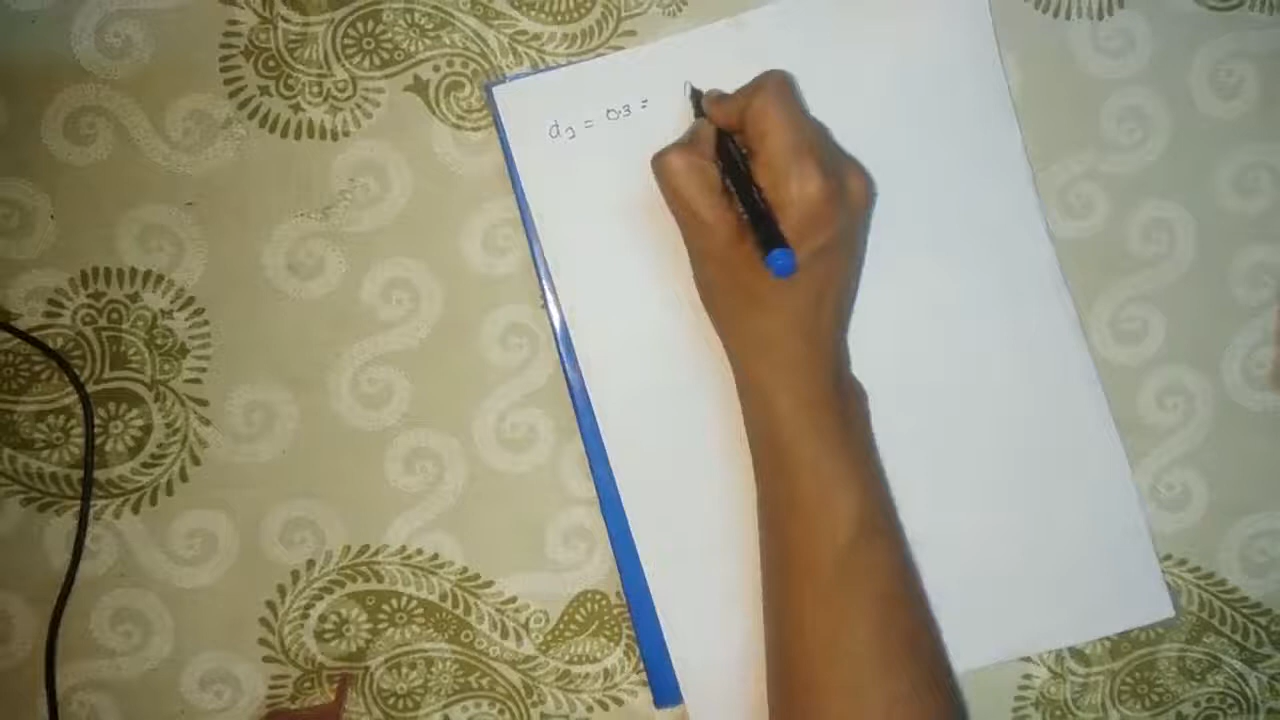 d₂ = 0.3 =